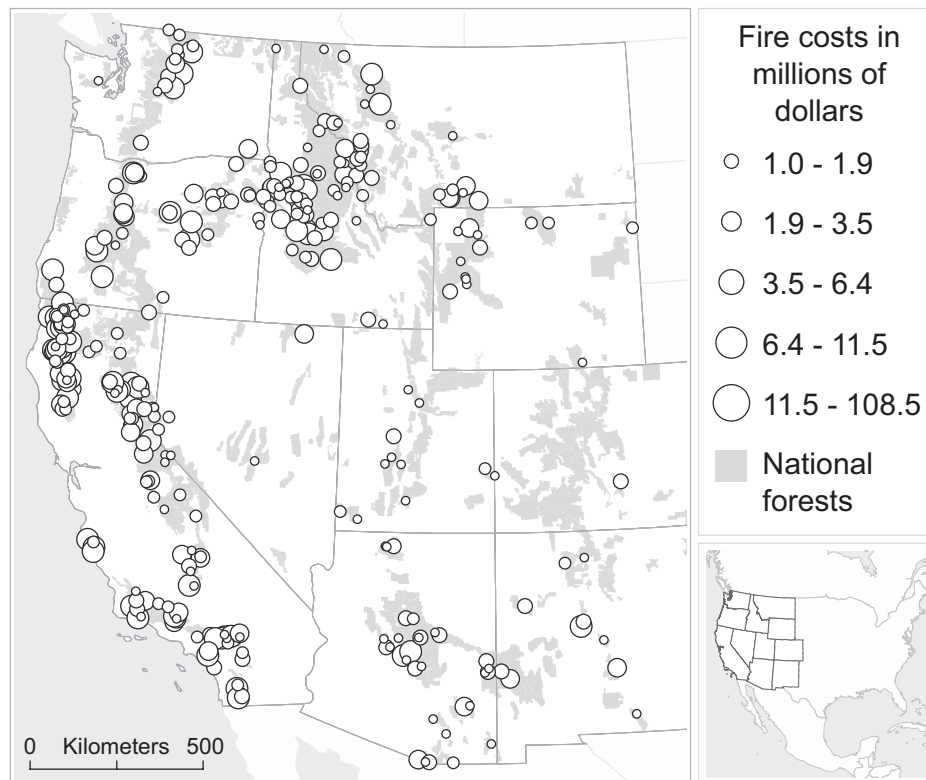 Fire costs in
millions of
dollars
1.0 - 1.9
1.9 - 3.5
3.5 - 6.4
6.4 - 11.5
11.5 - 108.5
National
forests
0 Kilometers 500